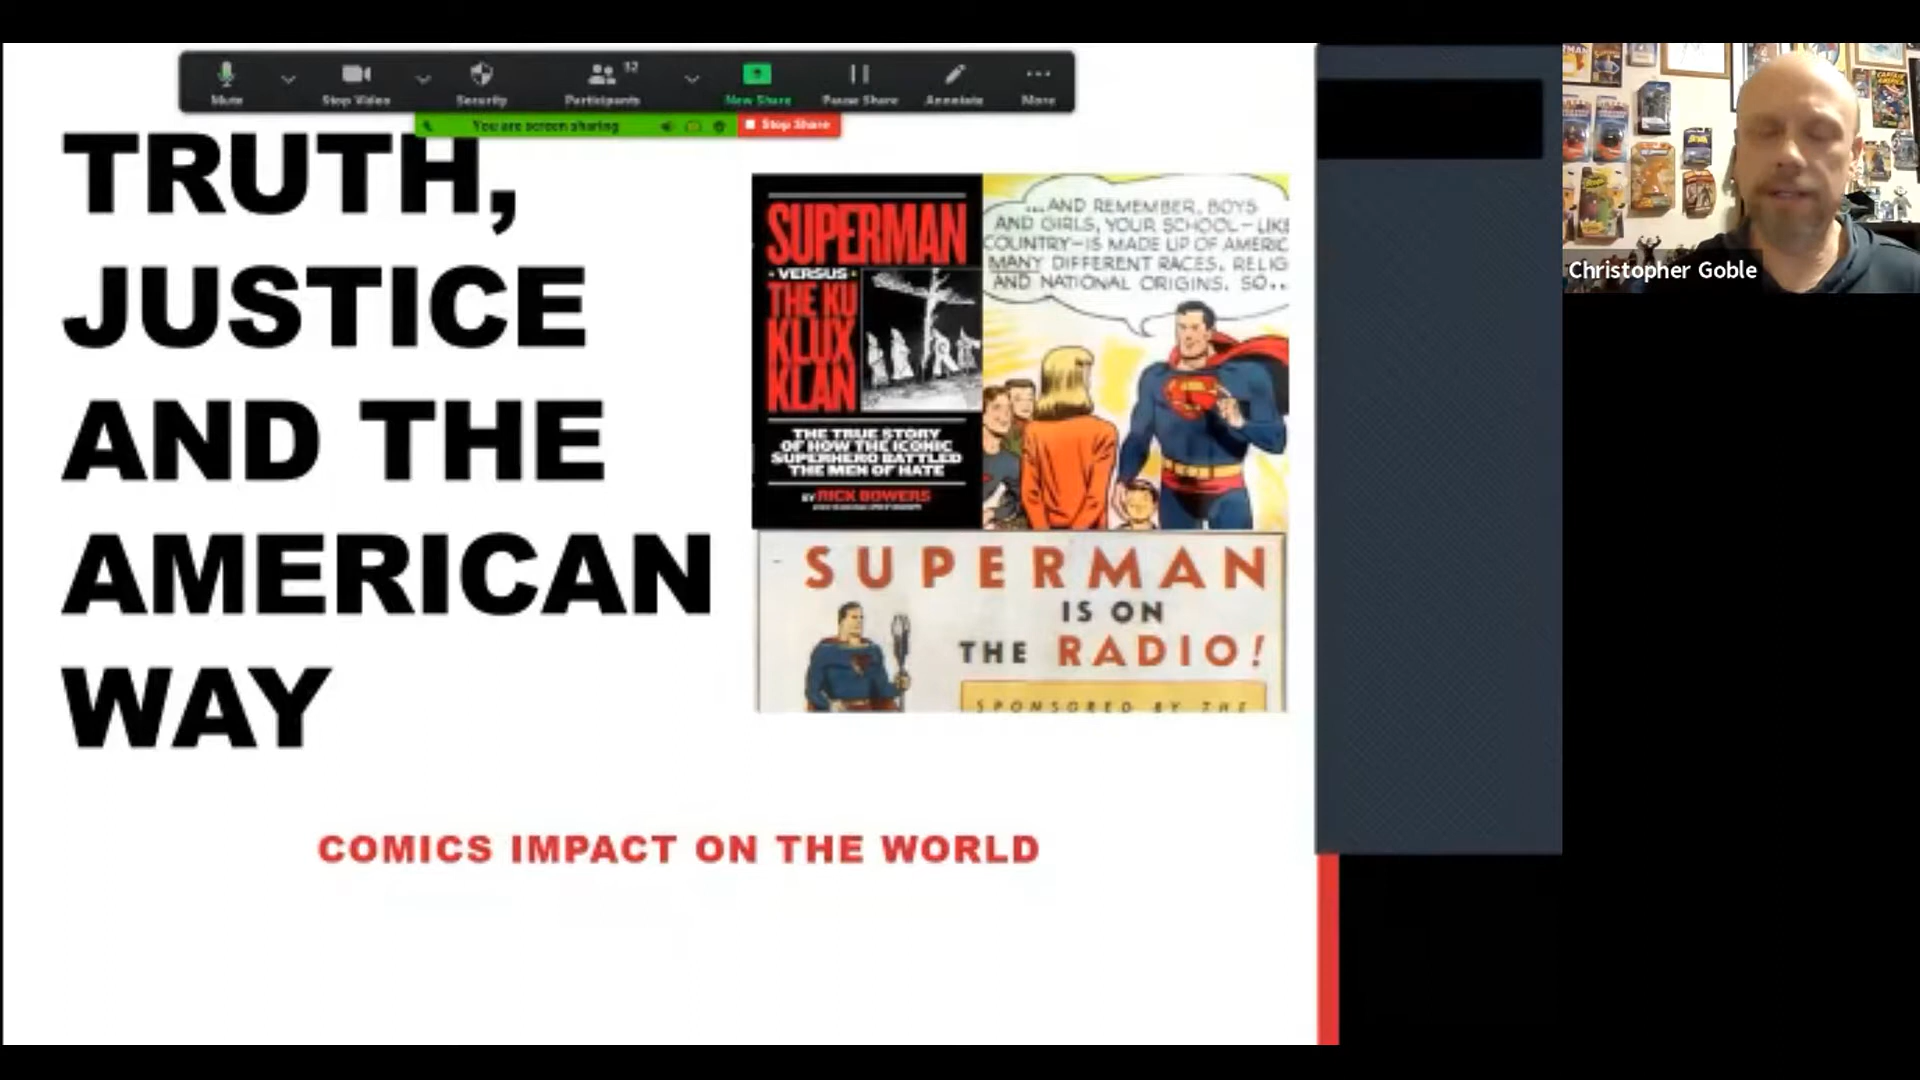 Mute
Stop Video
Security
Participants
12
New Share
Pause Share
Annotate
More
You are screen sharing
Stop Share
TRUTH,
JUSTICE
AND THE
AMERICAN
WAY
SUPERMAN
VERSUS
THE KU
KLUX
KLAN
THE TRUE STORY
OF HOW THE ICONIC
SUPERHERO BATTLED
THE MEN OF HATE
BY RICK BOWERS
...AND REMEMBER, BOYS
AND GIRLS, YOUR SCHOOL-LIKE
COUNTRY-IS MADE UP OF AMERIC
MANY DIFFERENT RACES, RELIG
AND NATIONAL ORIGINS. SO..
SUPERMAN
IS ON
THE RADIO!
SPONSORED BY THE
COMICS IMPACT ON THE WORLD
Christopher Goble